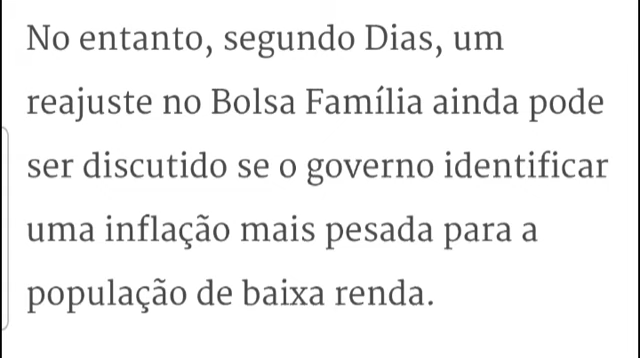 No entanto, segundo Dias, um
reajuste no Bolsa Família ainda pode
ser discutido se o governo identificar
uma inflação mais pesada para a
população de baixa renda.